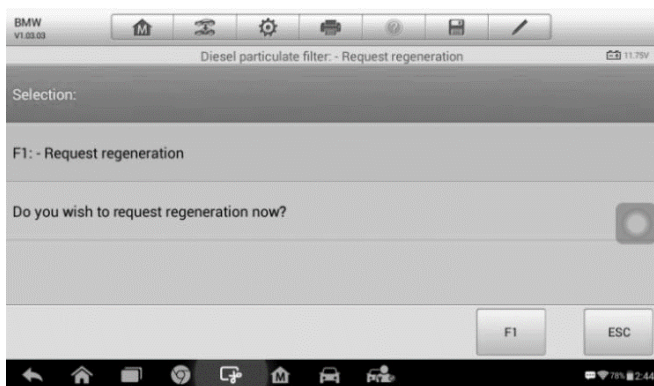 BMW
V1.03.03
Diesel particulate filter: - Request regeneration
11.75V
Selection:
F1: - Request regeneration
Do you wish to request regeneration now?
F1
ESC
78% 2:44